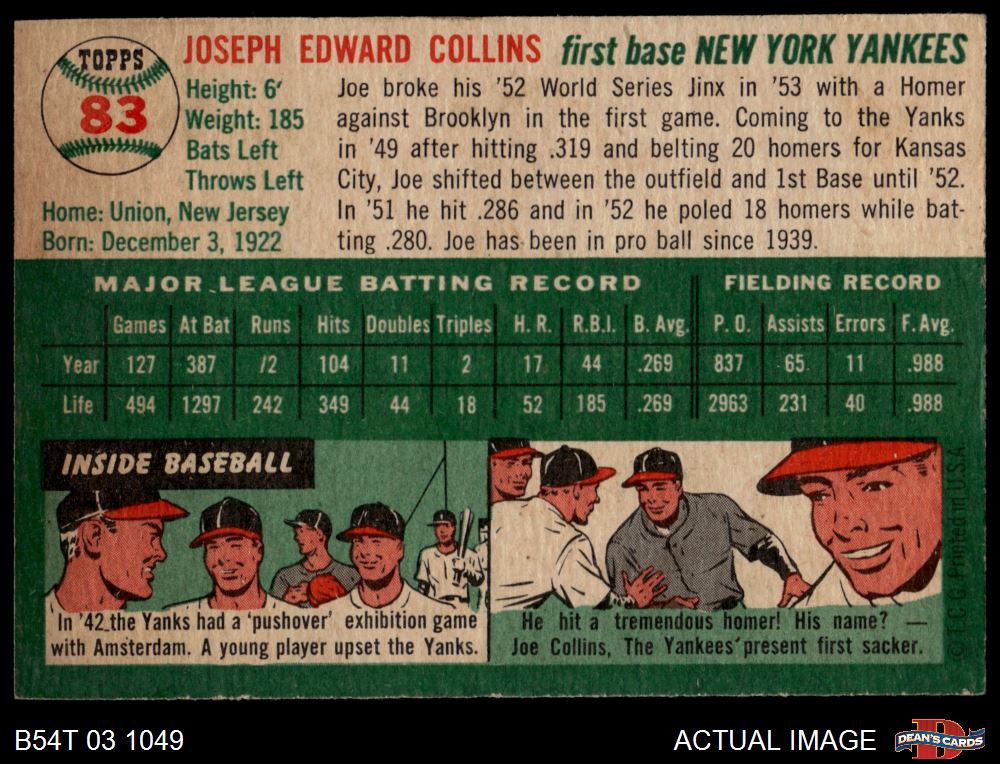 TOPPS
83
JOSEPH EDWARD COLLINS first base NEW YORK YANKEES
Height: 6'
Weight: 185
Bats Left
Throws Left
Home: Union, New Jersey
Born: December 3, 1922
Joe broke his '52 World Series Jinx in '53 with a Homer
against Brooklyn in the first game. Coming to the Yanks
in '49 after hitting .319 and belting 20 homers for Kansas
City, Joe shifted between the outfield and 1st Base until '52.
In '51 he hit .286 and in '52 he poled 18 homers while bat-
ting .280. Joe has been in pro ball since 1939.
MAJOR LEAGUE BATTING RECORD FIELDING RECORD
Games At Bat Runs Hits Doubles Triples H. R. R.B.I. B. Avg. P. O. Assists Errors F. Avg.
Year 127 387 /2 104 11 2 17 44 .269 837 65 11 .988
Life 494 1297 242 349 44 18 52 185 .269 2963 231 40 .988
INSIDE BASEBALL
In '42 the Yanks had a 'pushover' exhibition game
with Amsterdam. A young player upset the Yanks.
He hit a tremendous homer! His name? —
Joe Collins, The Yankees' present first sacker.
© T.C.G. Printed in U.S.A.
B54T 03 1049
ACTUAL IMAGE
DEAN'S CARDS